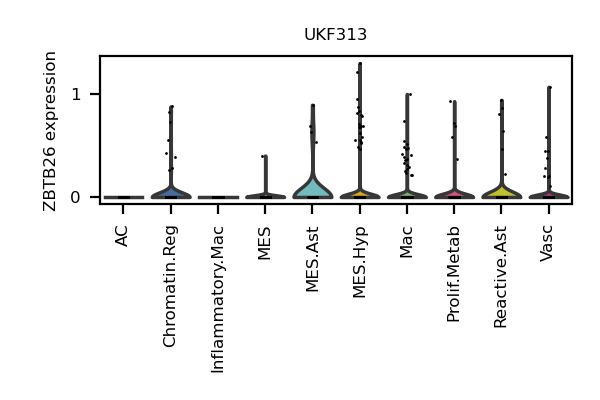 UKF313
ZBTB26 expression
1
0
AC
Chromatin.Reg
Inflammatory.Mac
MES
MES.Ast
MES.Hyp
Mac
Prolif.Metab
Reactive.Ast
Vasc